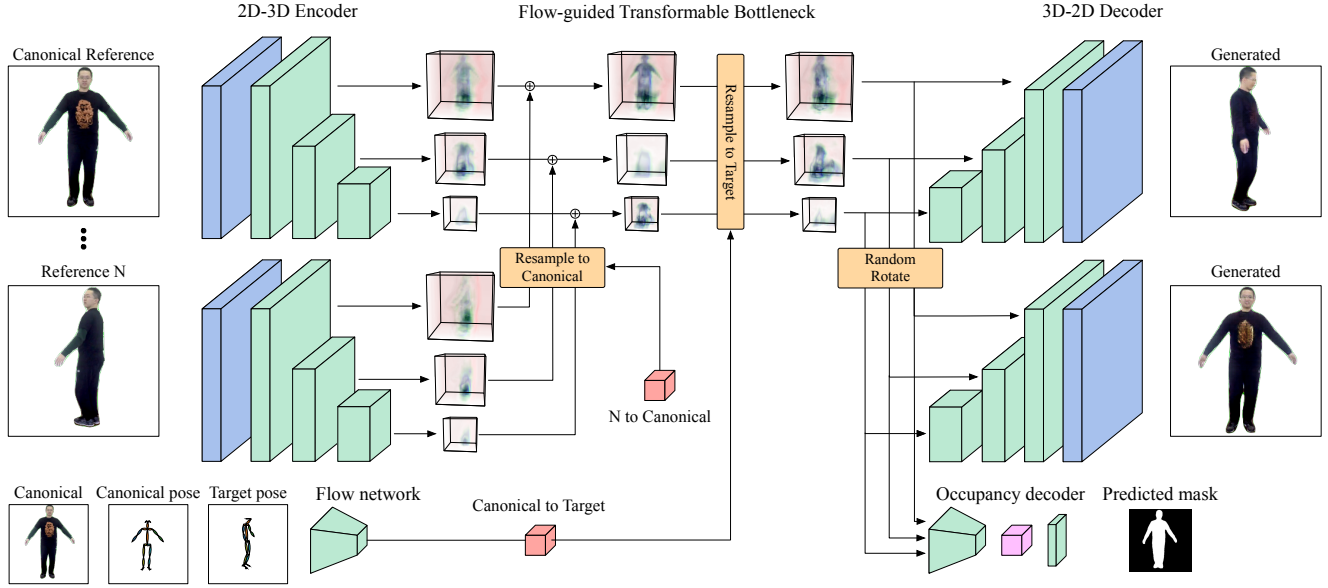 2D-3D Encoder
Flow-guided Transformable Bottleneck
3D-2D Decoder
Canonical Reference
Generated
Resample to Target
Reference N
Resample to
Canonical
Random
Rotate
Generated
N to Canonical
Canonical
Canonical pose
Target pose
Flow network
Canonical to Target
Occupancy decoder
Predicted mask